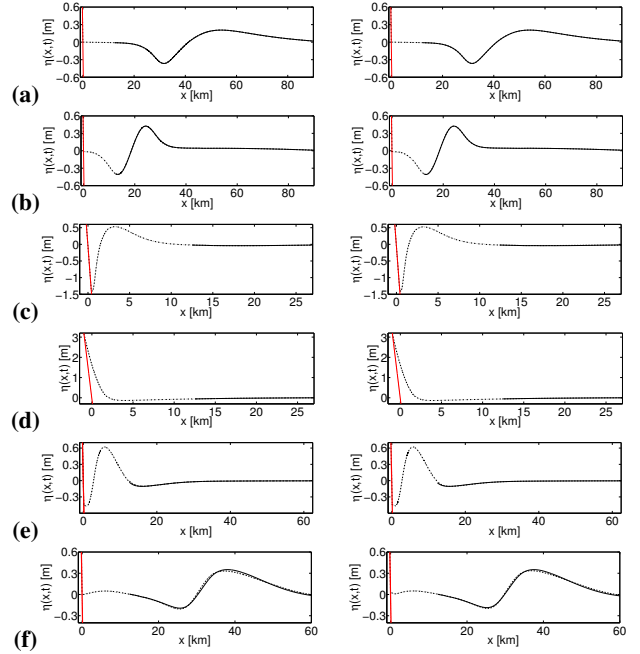 0.6 0.3 0 −0.3 −0.6 η(x,t) [m] 0 20 40 60 80 x [km]
0.6 0.3 0 −0.3 −0.6 η(x,t) [m] 0 20 40 60 80 x [km]
(a)
0.6 0.3 0 −0.3 −0.6 η(x,t) [m] 0 20 40 60 80 x [km]
0.6 0.3 0 −0.3 −0.6 η(x,t) [m] 0 20 40 60 80 x [km]
(b)
0.5 0 −0.5 −1 −1.5 η(x,t) [m] 0 5 10 15 20 25 x [km]
0.5 0 −0.5 −1 −1.5 η(x,t) [m] 0 5 10 15 20 25 x [km]
(c)
3 2 1 0 η(x,t) [m] 0 5 10 15 20 25 x [km]
3 2 1 0 η(x,t) [m] 0 5 10 15 20 25 x [km]
(d)
0.6 0.3 0 −0.3 η(x,t) [m] 0 20 40 60 x [km]
0.6 0.3 0 −0.3 η(x,t) [m] 0 20 40 60 x [km]
(e)
0.6 0.3 0 −0.3 η(x,t) [m] 0 10 20 30 40 50 60 x [km]
0.6 0.3 0 −0.3 η(x,t) [m] 0 10 20 30 40 50 60 x [km]
(f)